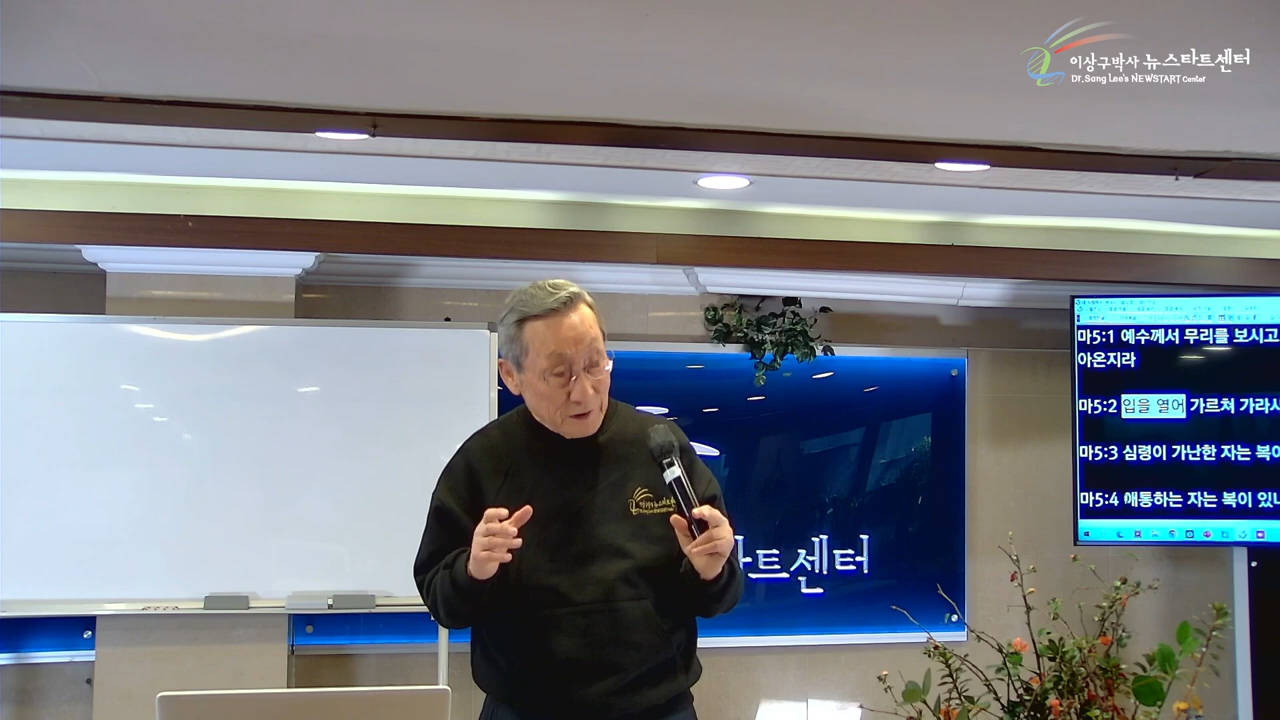 이상구박사 뉴스타트센터
Dr. Sang Lee's NEWSTART Center
마5:1 예수께서 무리를 보시고
아온지라
마5:2 입을 열어 가르쳐 가라사
마5:3 심령이 가난한 자는 복이
마5:4 애통하는 자는 복이 있나
타트센터